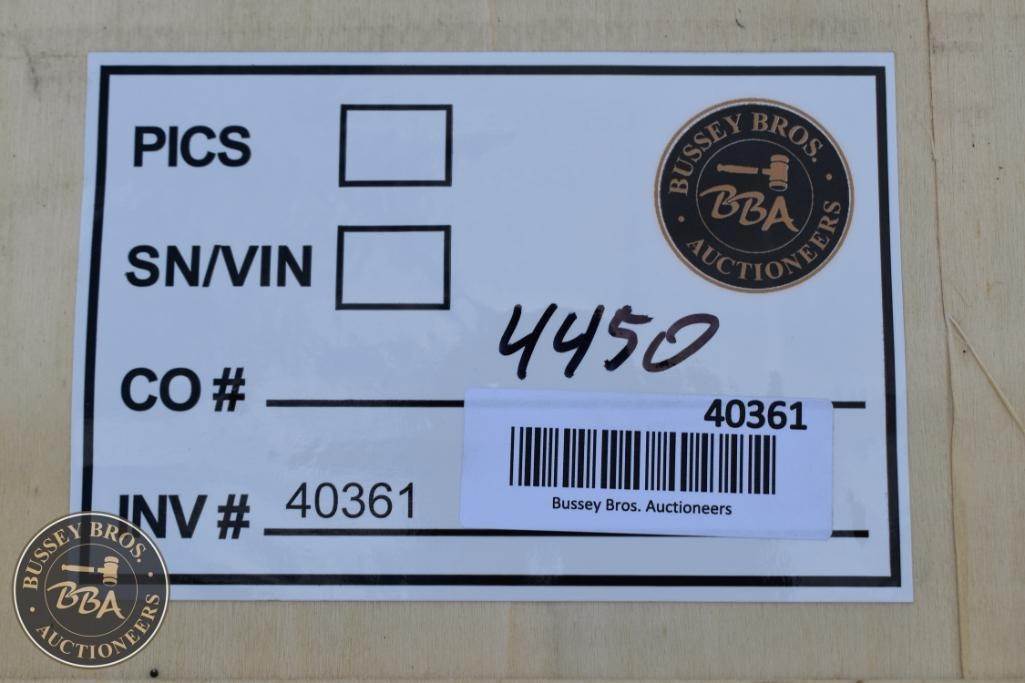 PICS
BUSSEY BROS.
BBA
AUCTIONEERS
SN/VIN
4450
CO #
40361
Bussey Bros. Auctioneers
INV # 40361
BUSSEY BROS.
BBA
AUCTIONEERS